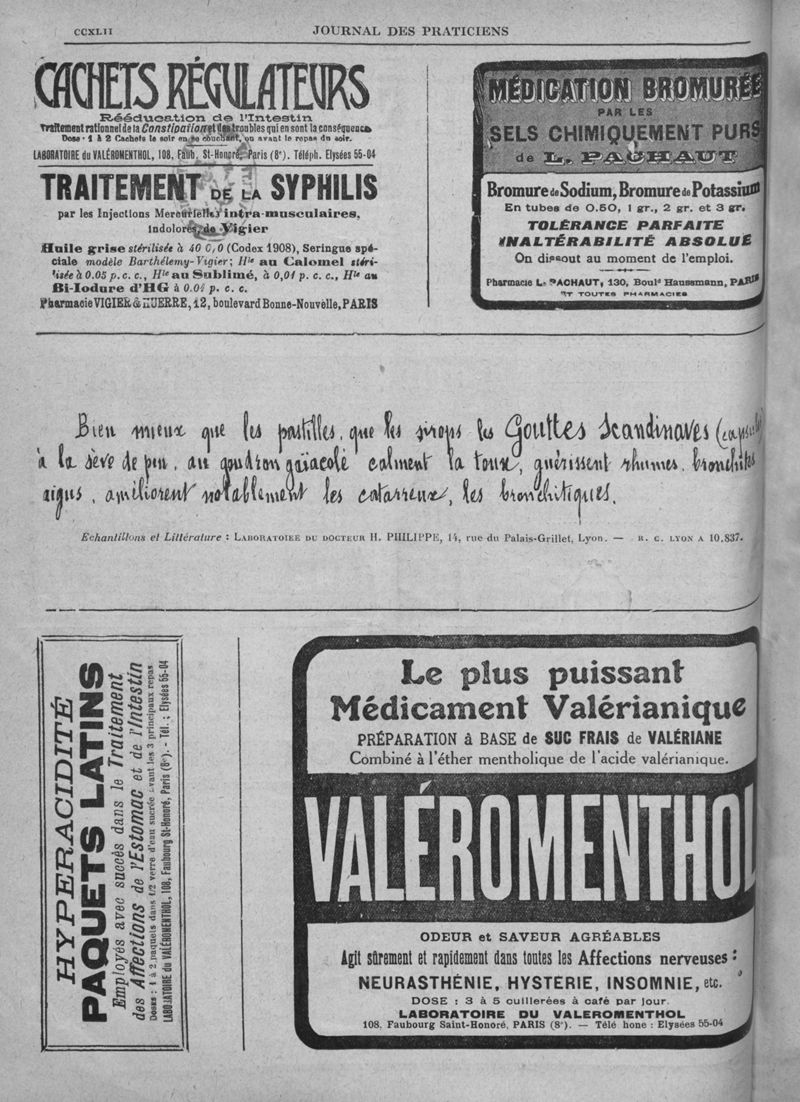 CCXLII
JOURNAL DES PRATICIENS
CACHETS RÉGULATEURS
Rééducation de l'Intestin
Traitement rationnel de la Constipation et des troubles qui en sont la conséquence
Dose : 1 à 2 Cachets le soir en se couchant, ou avant le repas du soir.
LABORATOIRE du VALÉROMENTHOL, 108, Faub. St-Honoré, Paris (8e). Téléph. Elysées 55-04
TRAITEMENT DE LA SYPHILIS
par les Injections Mercurielles intra-musculaires,
indolores, de Vigier
Huile grise stérilisée à 40 0/0 (Codex 1908), Seringue spé-
ciale modèle Barthélemy-Vigier; Hle au Calomel stéri-
lisée à 0.05 p. c. c., Hle au Sublimé, à 0,01 p. c. c., Hle au
Bi-Iodure d'HG à 0.01 p. c. c.
Pharmacie VIGIER & HUERRE, 12, boulevard Bonne-Nouvelle, PARIS
MÉDICATION BROMURÉE
PAR LES
SELS CHIMIQUEMENT PURS
de L. PACHAUT
Bromure de Sodium, Bromure de Potassium
En tubes de 0.50, 1 gr., 2 gr. et 3 gr.
TOLÉRANCE PARFAITE
INALTÉRABILITÉ ABSOLUE
On dissout au moment de l'emploi.
Pharmacie L. PACHAUT, 130, Bould Haussmann, PARIS
ET TOUTES PHARMACIES
Bien mieux que les pastilles, que les sirops les Gouttes Scandinaves (capsules)
à la sève de pin, au goudron gaïacolé calment la toux, guérissent rhumes, bronchites
aigus, améliorent notablement les catarreux, les bronchitiques.
Echantillons et Littérature : LABORATOIRE DU DOCTEUR H. PHILIPPE, 14, rue du Palais-Grillet, Lyon. — R. C. LYON A 10.837.
HYPERACIDITÉ
PAQUETS LATINS
Employés avec succès dans le Traitement
des Affections de l'Estomac et de l'Intestin
Dose : 1 à 2 paquets dans 1/2 verre d'eau sucrée avant les 3 principaux repas
LABORATOIRE du VALÉROMENTHOL, 108, Faubourg St-Honoré, Paris (8e). - Tél. : Elysées 55-04
Le plus puissant
Médicament Valérianique
PRÉPARATION à BASE de SUC FRAIS de VALÉRIANE
Combiné à l'éther mentholique de l'acide valérianique.
VALÉROMENTHOL
ODEUR et SAVEUR AGRÉABLES
Agit sûrement et rapidement dans toutes les Affections nerveuses :
NEURASTHÉNIE, HYSTERIE, INSOMNIE, etc.
DOSE : 3 à 5 cuillerées à café par jour.
LABORATOIRE DU VALEROMENTHOL
108, Faubourg Saint-Honoré, PARIS (8e). — Télé hone : Elysées 55-04